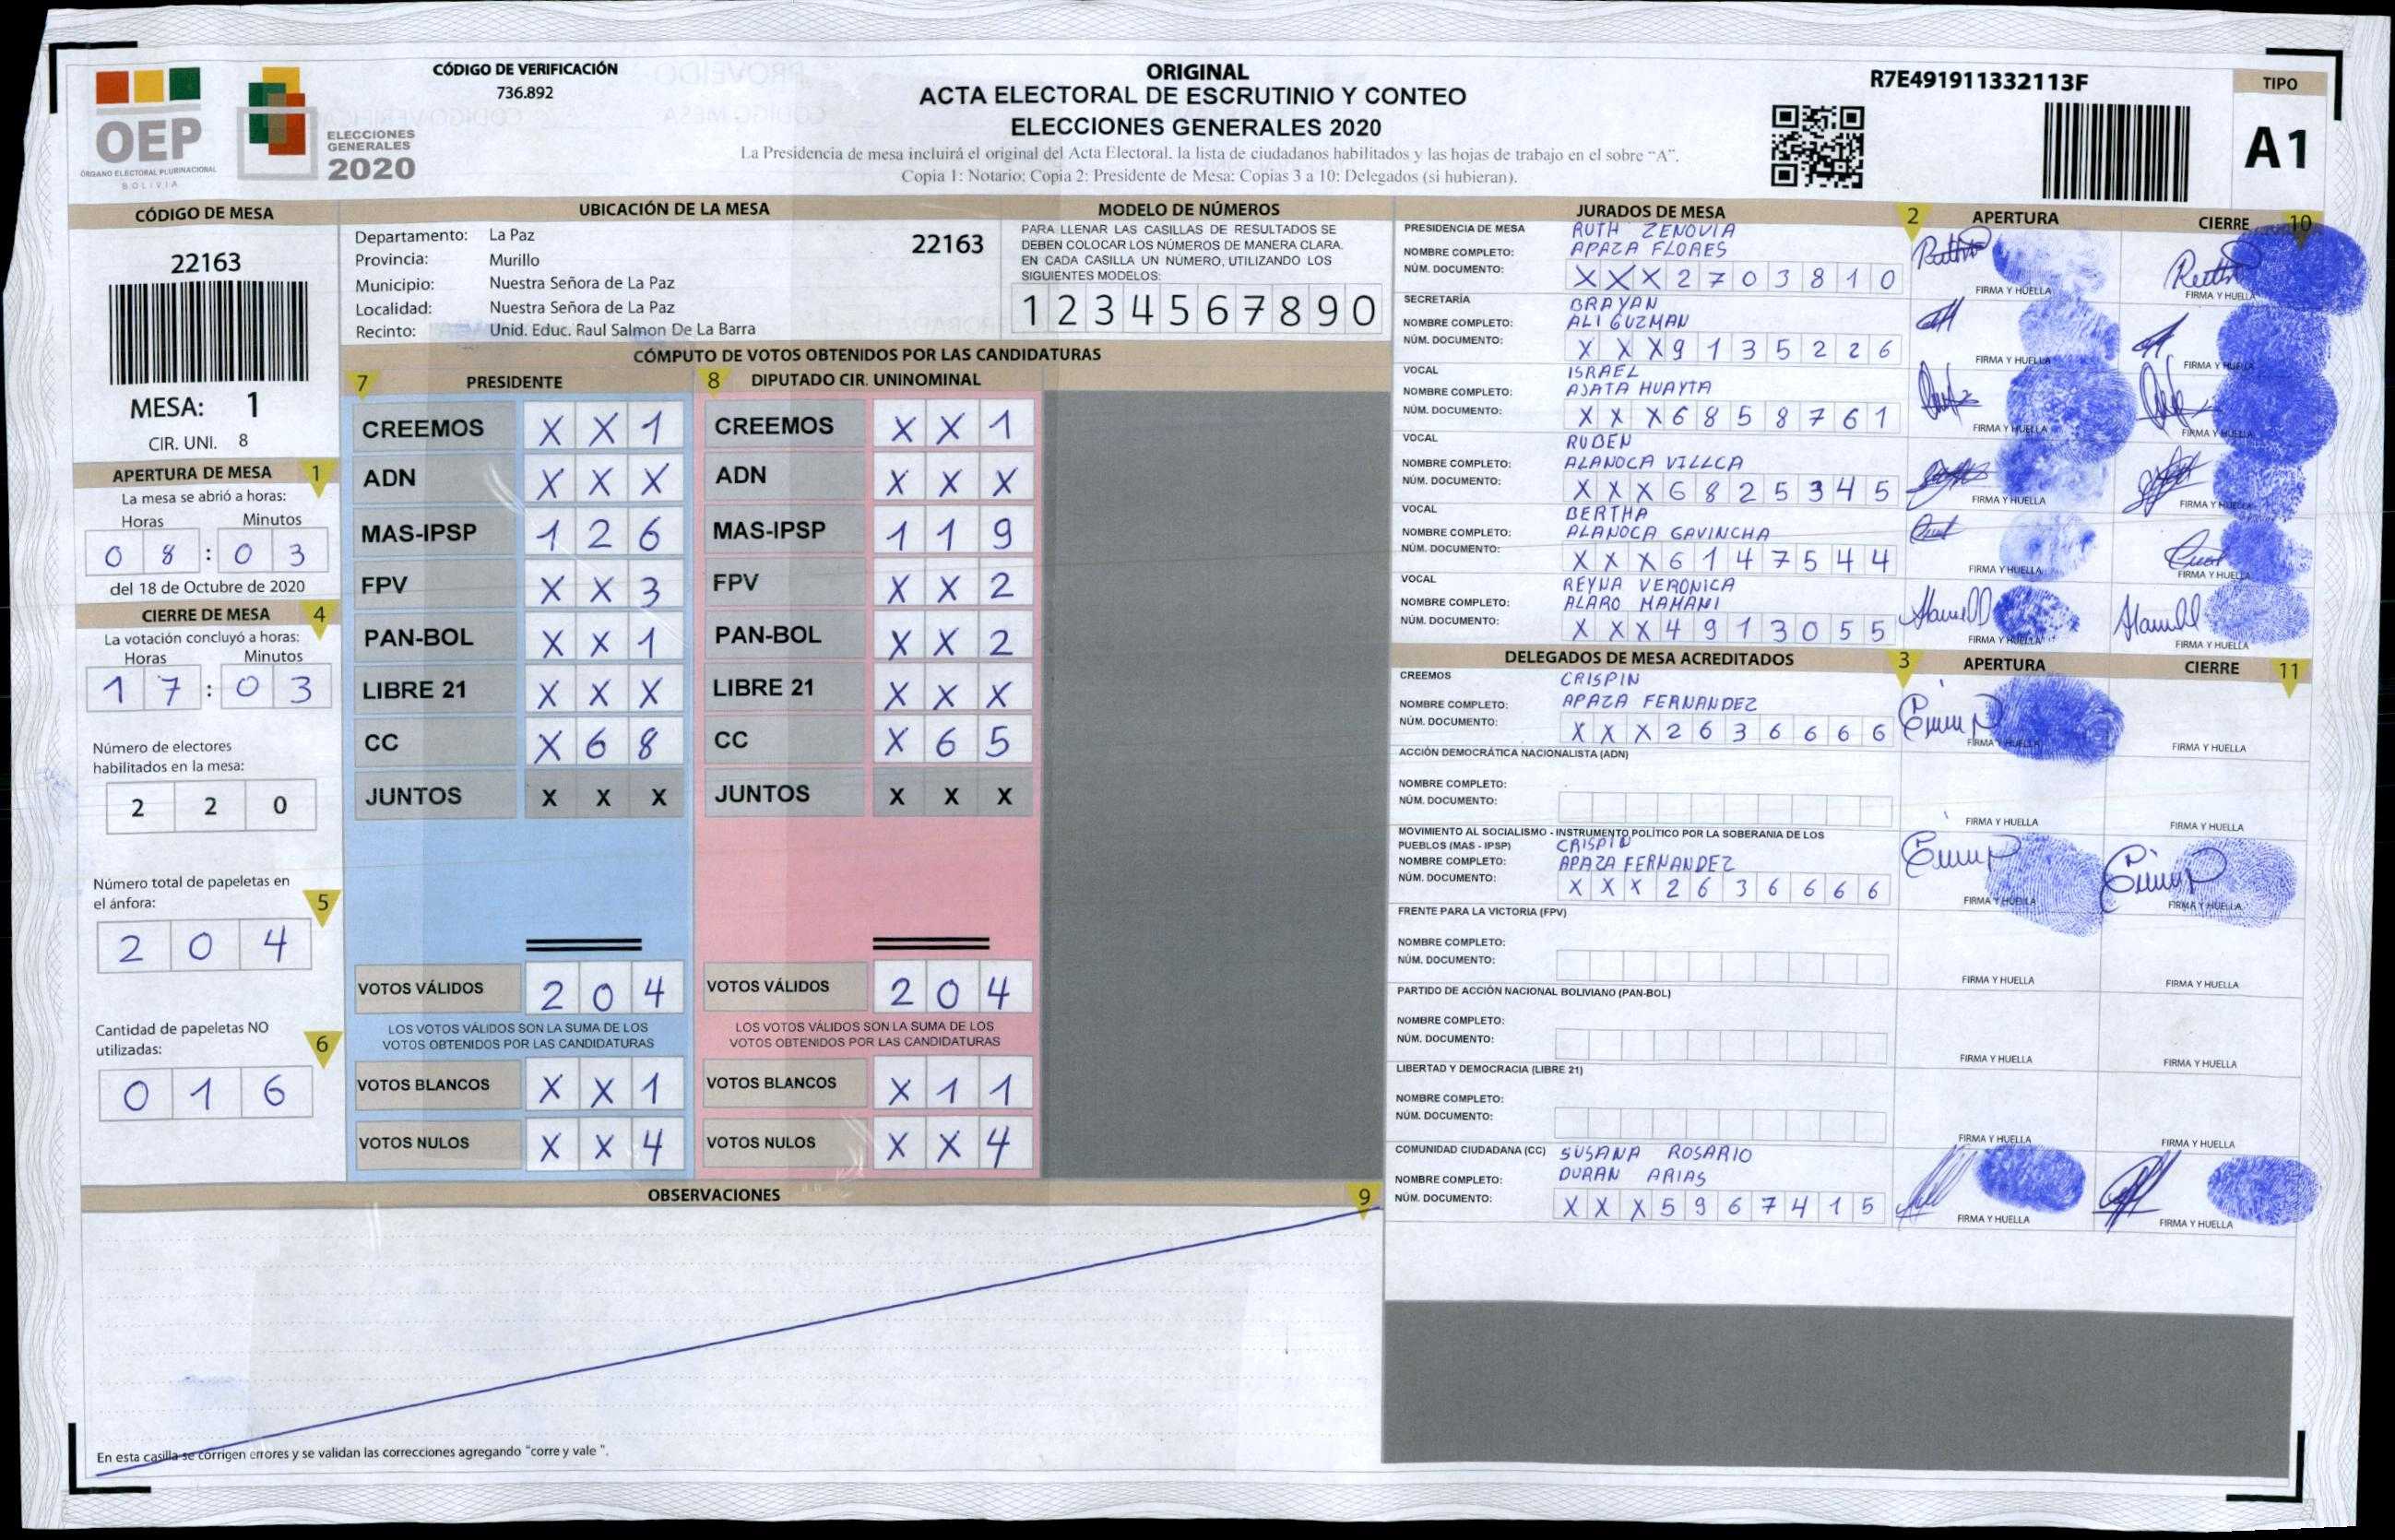 CÓDIGO DE VERIFICACIÓN
736.892
OEP
ÓRGANO ELECTORAL PLURINACIONAL
BOLIVIA
ELECCIONES
GENERALES
2020
ORIGINAL
ACTA ELECTORAL DE ESCRUTINIO Y CONTEO
ELECCIONES GENERALES 2020
La Presidencia de mesa incluirá el original del Acta Electoral, la lista de ciudadanos habilitados y las hojas de trabajo en el sobre "A".
Copia 1: Notario; Copia 2: Presidente de Mesa; Copias 3 a 10: Delegados (si hubieran).
R7E491911332113F
TIPO
A1
CÓDIGO DE MESA
22163
MESA: 1
CIR. UNI. 8
APERTURA DE MESA 1
La mesa se abrió a horas:
Horas Minutos
0 8 : 0 3
del 18 de Octubre de 2020
CIERRE DE MESA 4
La votación concluyó a horas:
Horas Minutos
1 7 : 0 3
Número de electores
habilitados en la mesa:
2 2 0
Número total de papeletas en
el ánfora: 5
2 0 4
Cantidad de papeletas NO
utilizadas: 6
0 1 6
UBICACIÓN DE LA MESA
Departamento: La Paz 22163
Provincia: Murillo
Municipio: Nuestra Señora de La Paz
Localidad: Nuestra Señora de La Paz
Recinto: Unid. Educ. Raul Salmon De La Barra
MODELO DE NÚMEROS
PARA LLENAR LAS CASILLAS DE RESULTADOS SE
DEBEN COLOCAR LOS NÚMEROS DE MANERA CLARA.
EN CADA CASILLA UN NÚMERO, UTILIZANDO LOS
SIGUIENTES MODELOS:
1 2 3 4 5 6 7 8 9 0
CÓMPUTO DE VOTOS OBTENIDOS POR LAS CANDIDATURAS
7 PRESIDENTE
CREEMOS X X 1
ADN X X X
MAS-IPSP 1 2 6
FPV X X 3
PAN-BOL X X 1
LIBRE 21 X X X
CC X 6 8
JUNTOS X X X
VOTOS VÁLIDOS 2 0 4
LOS VOTOS VÁLIDOS SON LA SUMA DE LOS
VOTOS OBTENIDOS POR LAS CANDIDATURAS
VOTOS BLANCOS X X 1
VOTOS NULOS X X 4
8 DIPUTADO CIR. UNINOMINAL
CREEMOS X X 1
ADN X X X
MAS-IPSP 1 1 9
FPV X X 2
PAN-BOL X X 2
LIBRE 21 X X X
CC X 6 5
JUNTOS X X X
VOTOS VÁLIDOS 2 0 4
LOS VOTOS VÁLIDOS SON LA SUMA DE LOS
VOTOS OBTENIDOS POR LAS CANDIDATURAS
VOTOS BLANCOS X 1 1
VOTOS NULOS X X 4
OBSERVACIONES 9
En esta casilla se corrigen errores y se validan las correcciones agregando "corre y vale ".
JURADOS DE MESA 2 APERTURA CIERRE 10
PRESIDENCIA DE MESA RUTH ZENOVIA
NOMBRE COMPLETO: APAZA FLORES
NÚM. DOCUMENTO: X X X 2 7 0 3 8 1 0
FIRMA Y HUELLA FIRMA Y HUELLA
SECRETARÍA BRAYAN
NOMBRE COMPLETO: ALI GUZMAN
NÚM. DOCUMENTO: X X X 9 1 3 5 2 2 6
FIRMA Y HUELLA FIRMA Y HUELLA
VOCAL ISRAEL
NOMBRE COMPLETO: AJATA HUAYTA
NÚM. DOCUMENTO: X X X 6 8 5 8 7 6 1
FIRMA Y HUELLA FIRMA Y HUELLA
VOCAL RUBEN
NOMBRE COMPLETO: ALANOCA VILLCA
NÚM. DOCUMENTO: X X X 6 8 2 5 3 4 5
FIRMA Y HUELLA FIRMA Y HUELLA
VOCAL BERTHA
NOMBRE COMPLETO: ALANOCA GAVINCHA
NÚM. DOCUMENTO: X X X 6 1 4 7 5 4 4
FIRMA Y HUELLA FIRMA Y HUELLA
VOCAL REYNA VERONICA
NOMBRE COMPLETO: ALARO MAMANI
NÚM. DOCUMENTO: X X X 4 9 1 3 0 5 5
FIRMA Y HUELLA FIRMA Y HUELLA
DELEGADOS DE MESA ACREDITADOS 3 APERTURA CIERRE 11
CREEMOS CRISPIN
NOMBRE COMPLETO: APAZA FERNANDEZ
NÚM. DOCUMENTO: X X X 2 6 3 6 6 6 6
FIRMA Y HUELLA FIRMA Y HUELLA
ACCIÓN DEMOCRÁTICA NACIONALISTA (ADN)
NOMBRE COMPLETO:
NÚM. DOCUMENTO:
FIRMA Y HUELLA FIRMA Y HUELLA
MOVIMIENTO AL SOCIALISMO - INSTRUMENTO POLÍTICO POR LA SOBERANIA DE LOS
PUEBLOS (MAS - IPSP) CRISPIN
NOMBRE COMPLETO: APAZA FERNANDEZ
NÚM. DOCUMENTO: X X X 2 6 3 6 6 6 6
FIRMA Y HUELLA FIRMA Y HUELLA
FRENTE PARA LA VICTORIA (FPV)
NOMBRE COMPLETO:
NÚM. DOCUMENTO:
FIRMA Y HUELLA FIRMA Y HUELLA
PARTIDO DE ACCIÓN NACIONAL BOLIVIANO (PAN-BOL)
NOMBRE COMPLETO:
NÚM. DOCUMENTO:
FIRMA Y HUELLA FIRMA Y HUELLA
LIBERTAD Y DEMOCRACIA (LIBRE 21)
NOMBRE COMPLETO:
NÚM. DOCUMENTO:
FIRMA Y HUELLA FIRMA Y HUELLA
COMUNIDAD CIUDADANA (CC) SUSANA ROSARIO
NOMBRE COMPLETO: DURAN ARIAS
NÚM. DOCUMENTO: X X X 5 9 6 7 4 1 5
FIRMA Y HUELLA FIRMA Y HUELLA